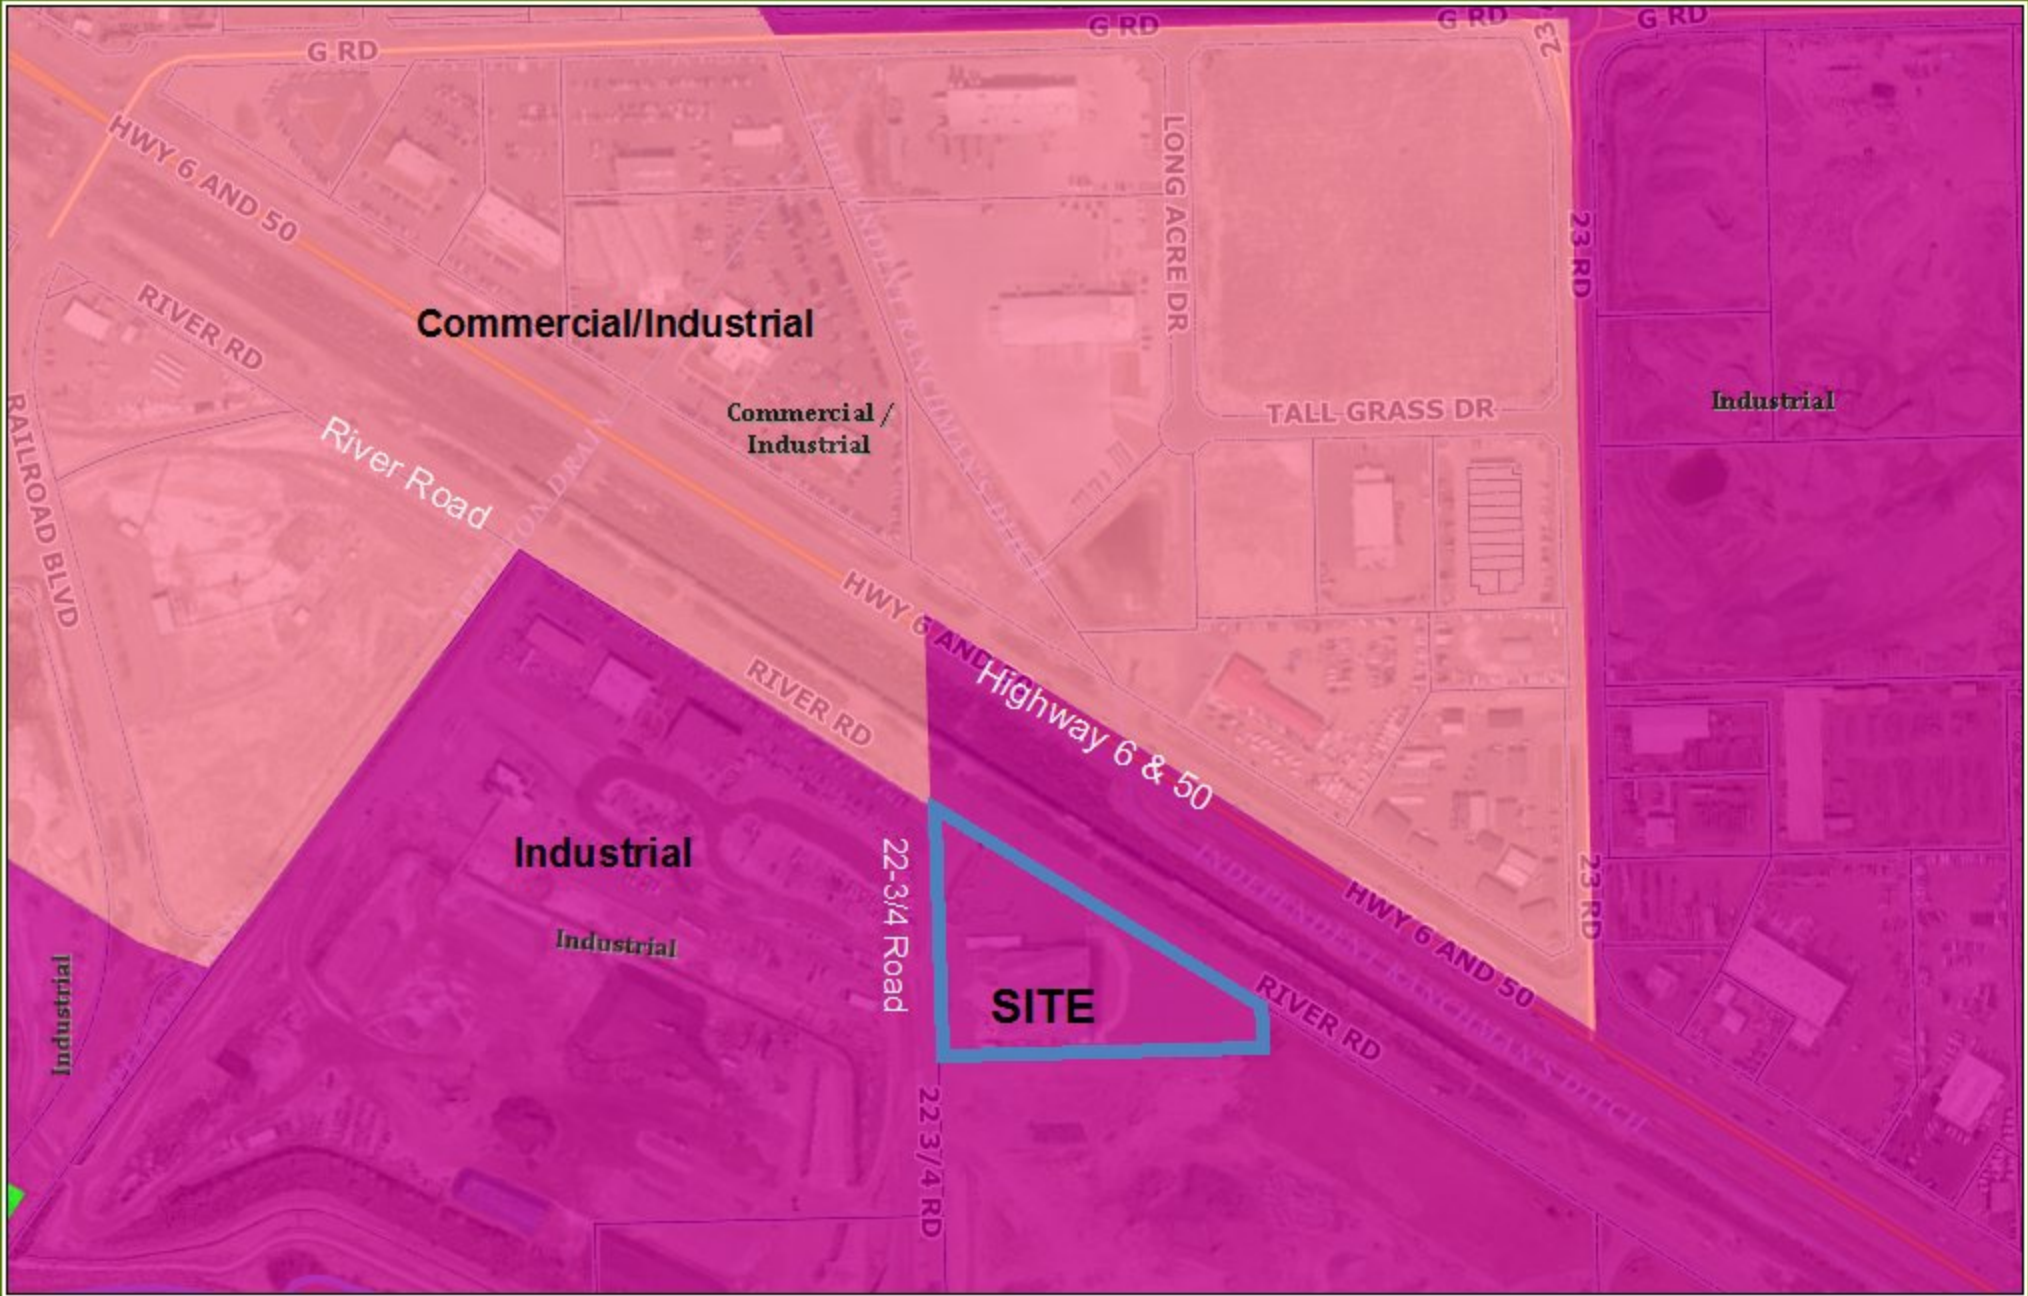 G RD
G RD
G RD
G RD
23
HWY 6 AND 50
LONG ACRE DR
23 RD
RIVER RD
Commercial/Industrial
RAILROAD BLVD
Commercial /
Industrial
TALL GRASS DR
Industrial
River Road
HWY 6 AND
RIVER RD
Highway 6 & 50
Industrial
22-3/4 Road
Industrial
Industrial
HWY 6 AND 50
23 RD
SITE
RIVER RD
22 3/4 RD